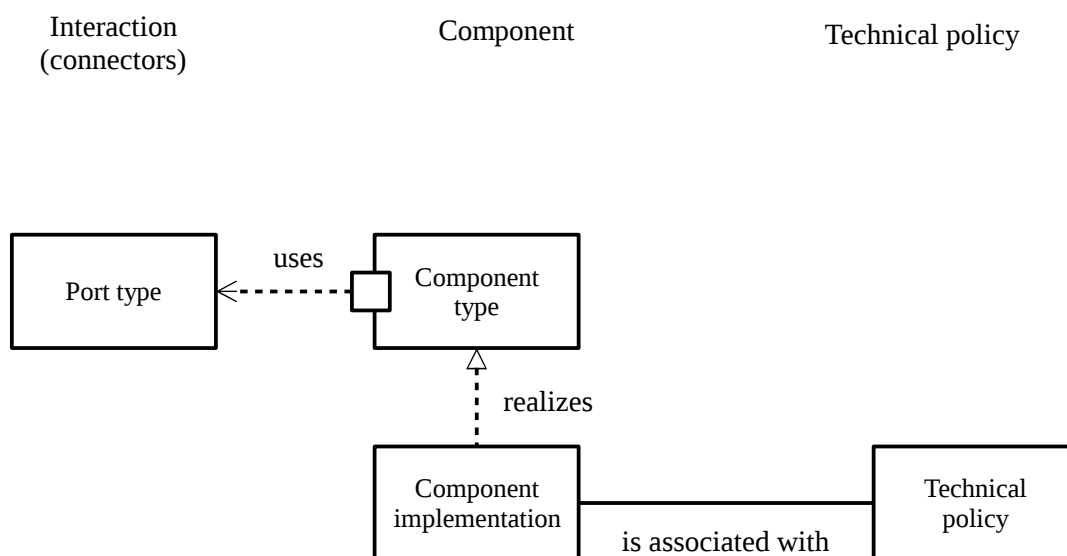 Interaction
(connectors)
Component
Technical policy
uses
Port type
Component
type
realizes
Component
implementation
Technical
policy
is associated with